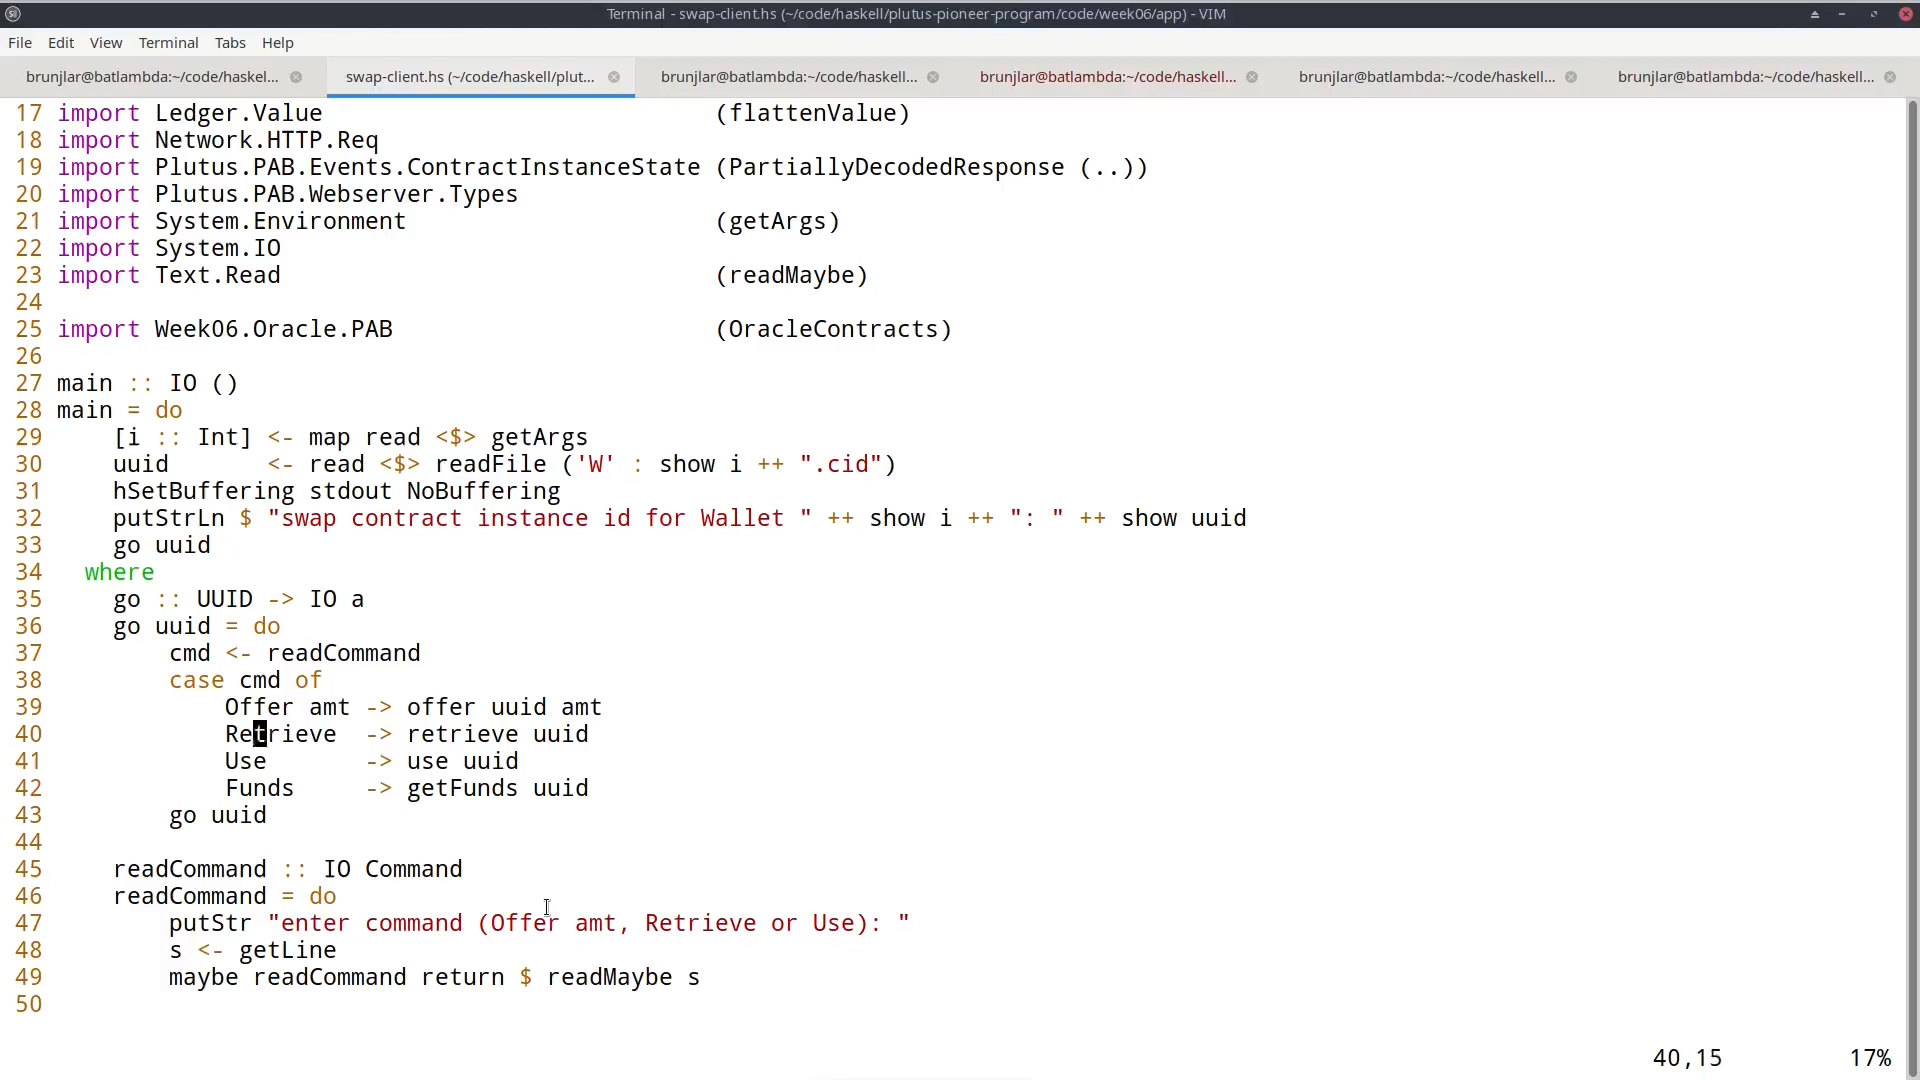 Terminal - swap-client.hs (~/code/haskell/plutus-pioneer-program/code/week06/app) - VIM
File Edit View Terminal Tabs Help
brunjlar@batlambda:~/code/haskel... swap-client.hs (~/code/haskell/plut... brunjlar@batlambda:~/code/haskell... brunjlar@batlambda:~/code/haskell... brunjlar@batlambda:~/code/haskell... brunjlar@batlambda:~/code/haskell...
17 import Ledger.Value                            (flattenValue)
18 import Network.HTTP.Req
19 import Plutus.PAB.Events.ContractInstanceState (PartiallyDecodedResponse (..))
20 import Plutus.PAB.Webserver.Types
21 import System.Environment                      (getArgs)
22 import System.IO
23 import Text.Read                               (readMaybe)
24
25 import Week06.Oracle.PAB                       (OracleContracts)
26
27 main :: IO ()
28 main = do
29     [i :: Int] <- map read <$> getArgs
30     uuid       <- read <$> readFile ('W' : show i ++ ".cid")
31     hSetBuffering stdout NoBuffering
32     putStrLn $ "swap contract instance id for Wallet " ++ show i ++ ": " ++ show uuid
33     go uuid
34   where
35     go :: UUID -> IO a
36     go uuid = do
37         cmd <- readCommand
38         case cmd of
39             Offer amt -> offer uuid amt
40             Retrieve  -> retrieve uuid
41             Use       -> use uuid
42             Funds     -> getFunds uuid
43         go uuid
44
45     readCommand :: IO Command
46     readCommand = do
47         putStr "enter command (Offer amt, Retrieve or Use): "
48         s <- getLine
49         maybe readCommand return $ readMaybe s
50
40,15 17%